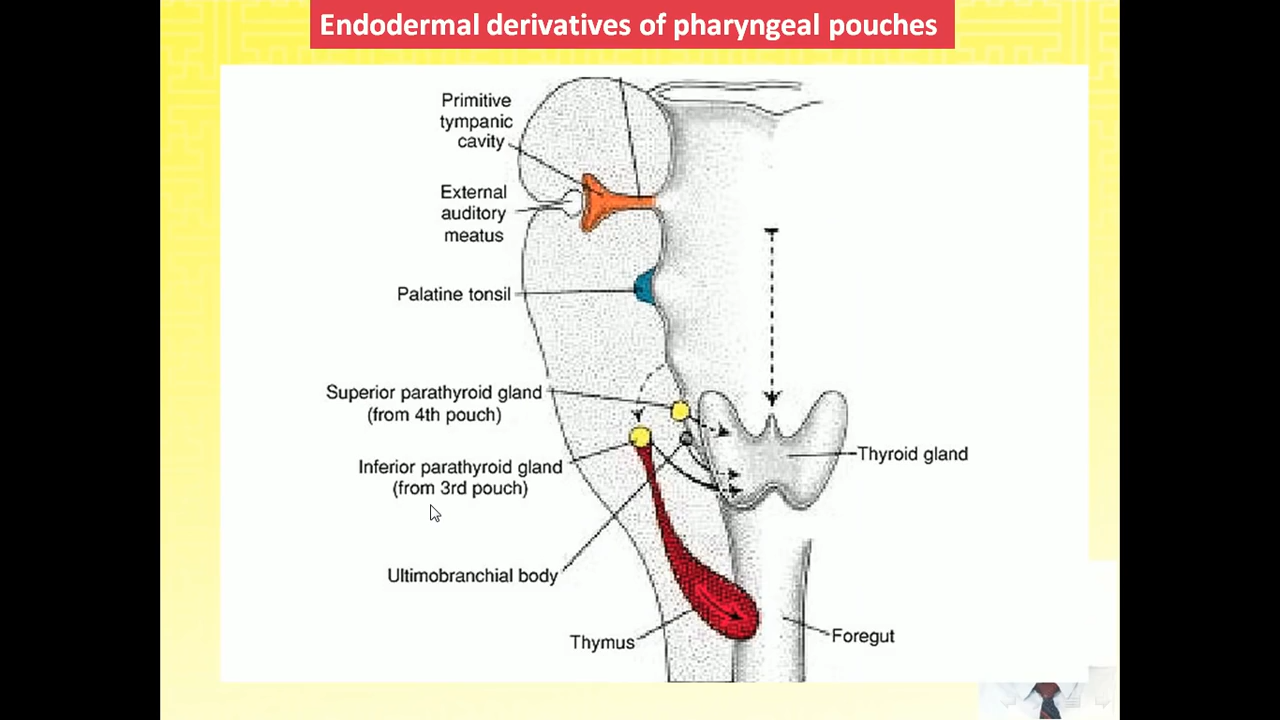 Endodermal derivatives of pharyngeal pouches
Primitive
tympanic
cavity
External
auditory
meatus
Palatine tonsil
Superior parathyroid gland
(from 4th pouch)
Inferior parathyroid gland
(from 3rd pouch)
Thyroid gland
Ultimobranchial body
Thymus
Foregut